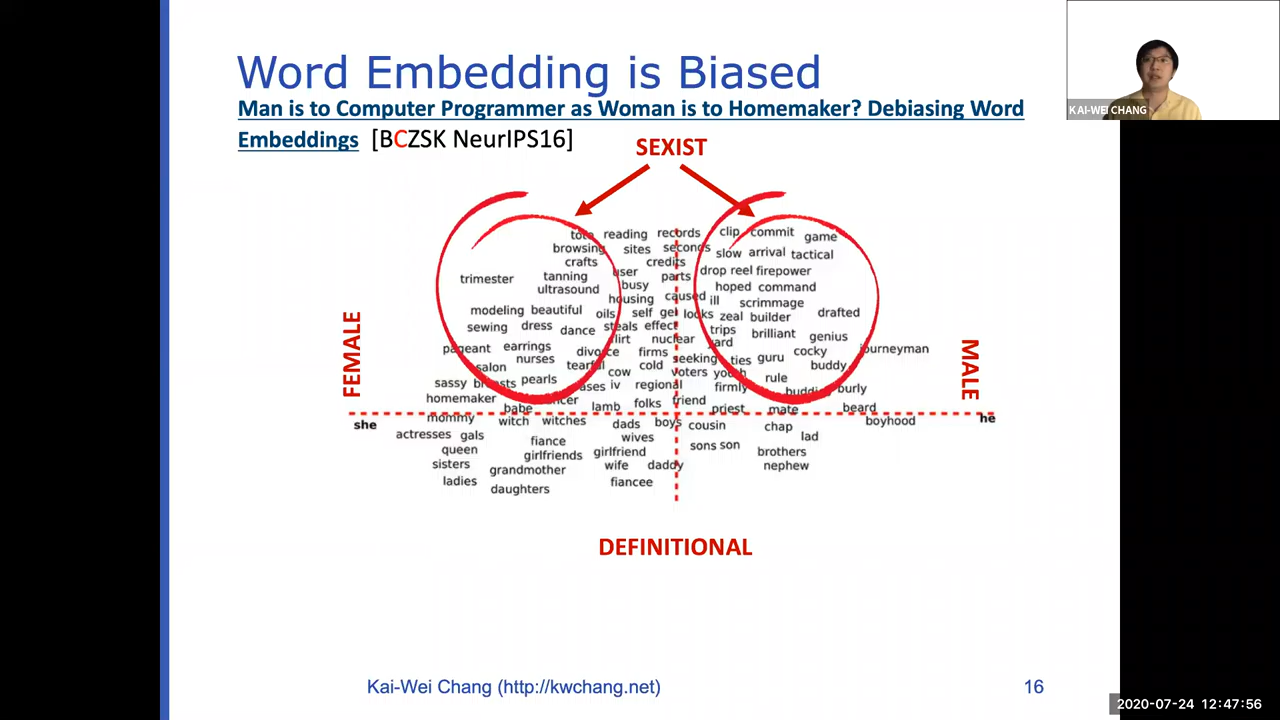 Word Embedding is Biased
Man is to Computer Programmer as Woman is to Homemaker? Debiasing Word
Embeddings [BCZSK NeurIPS16]
KAI-WEI CHANG
SEXIST
tote reading records clip commit game
browsing sites seconds slow arrival tactical
crafts credits drop reel firepower
trimester tanning user parts hoped command
ultrasound busy
housing caused ill scrimmage
modeling beautiful oils self gel looks zeal builder drafted
sewing dress dance steals effect trips brilliant genius
flirt nuclear yard
pageant earrings divorce firms seeking ties guru cocky journeyman
nurses tearful cold buddy
salon cow voters youth rule
sassy breasts pearls iv regional firmly buddies burly
homemaker folks friend
babe lamb priest mate beard
FEMALE
MALE
she
he
mommy witch witches dads boys cousin chap boyhood
actresses gals wives lad
fiance sons son
queen girlfriends girlfriend brothers
sisters wife daddy nephew
grandmother
ladies daughters fiancee
DEFINITIONAL
Kai-Wei Chang (http://kwchang.net)
16
2020-07-24 12:47:56